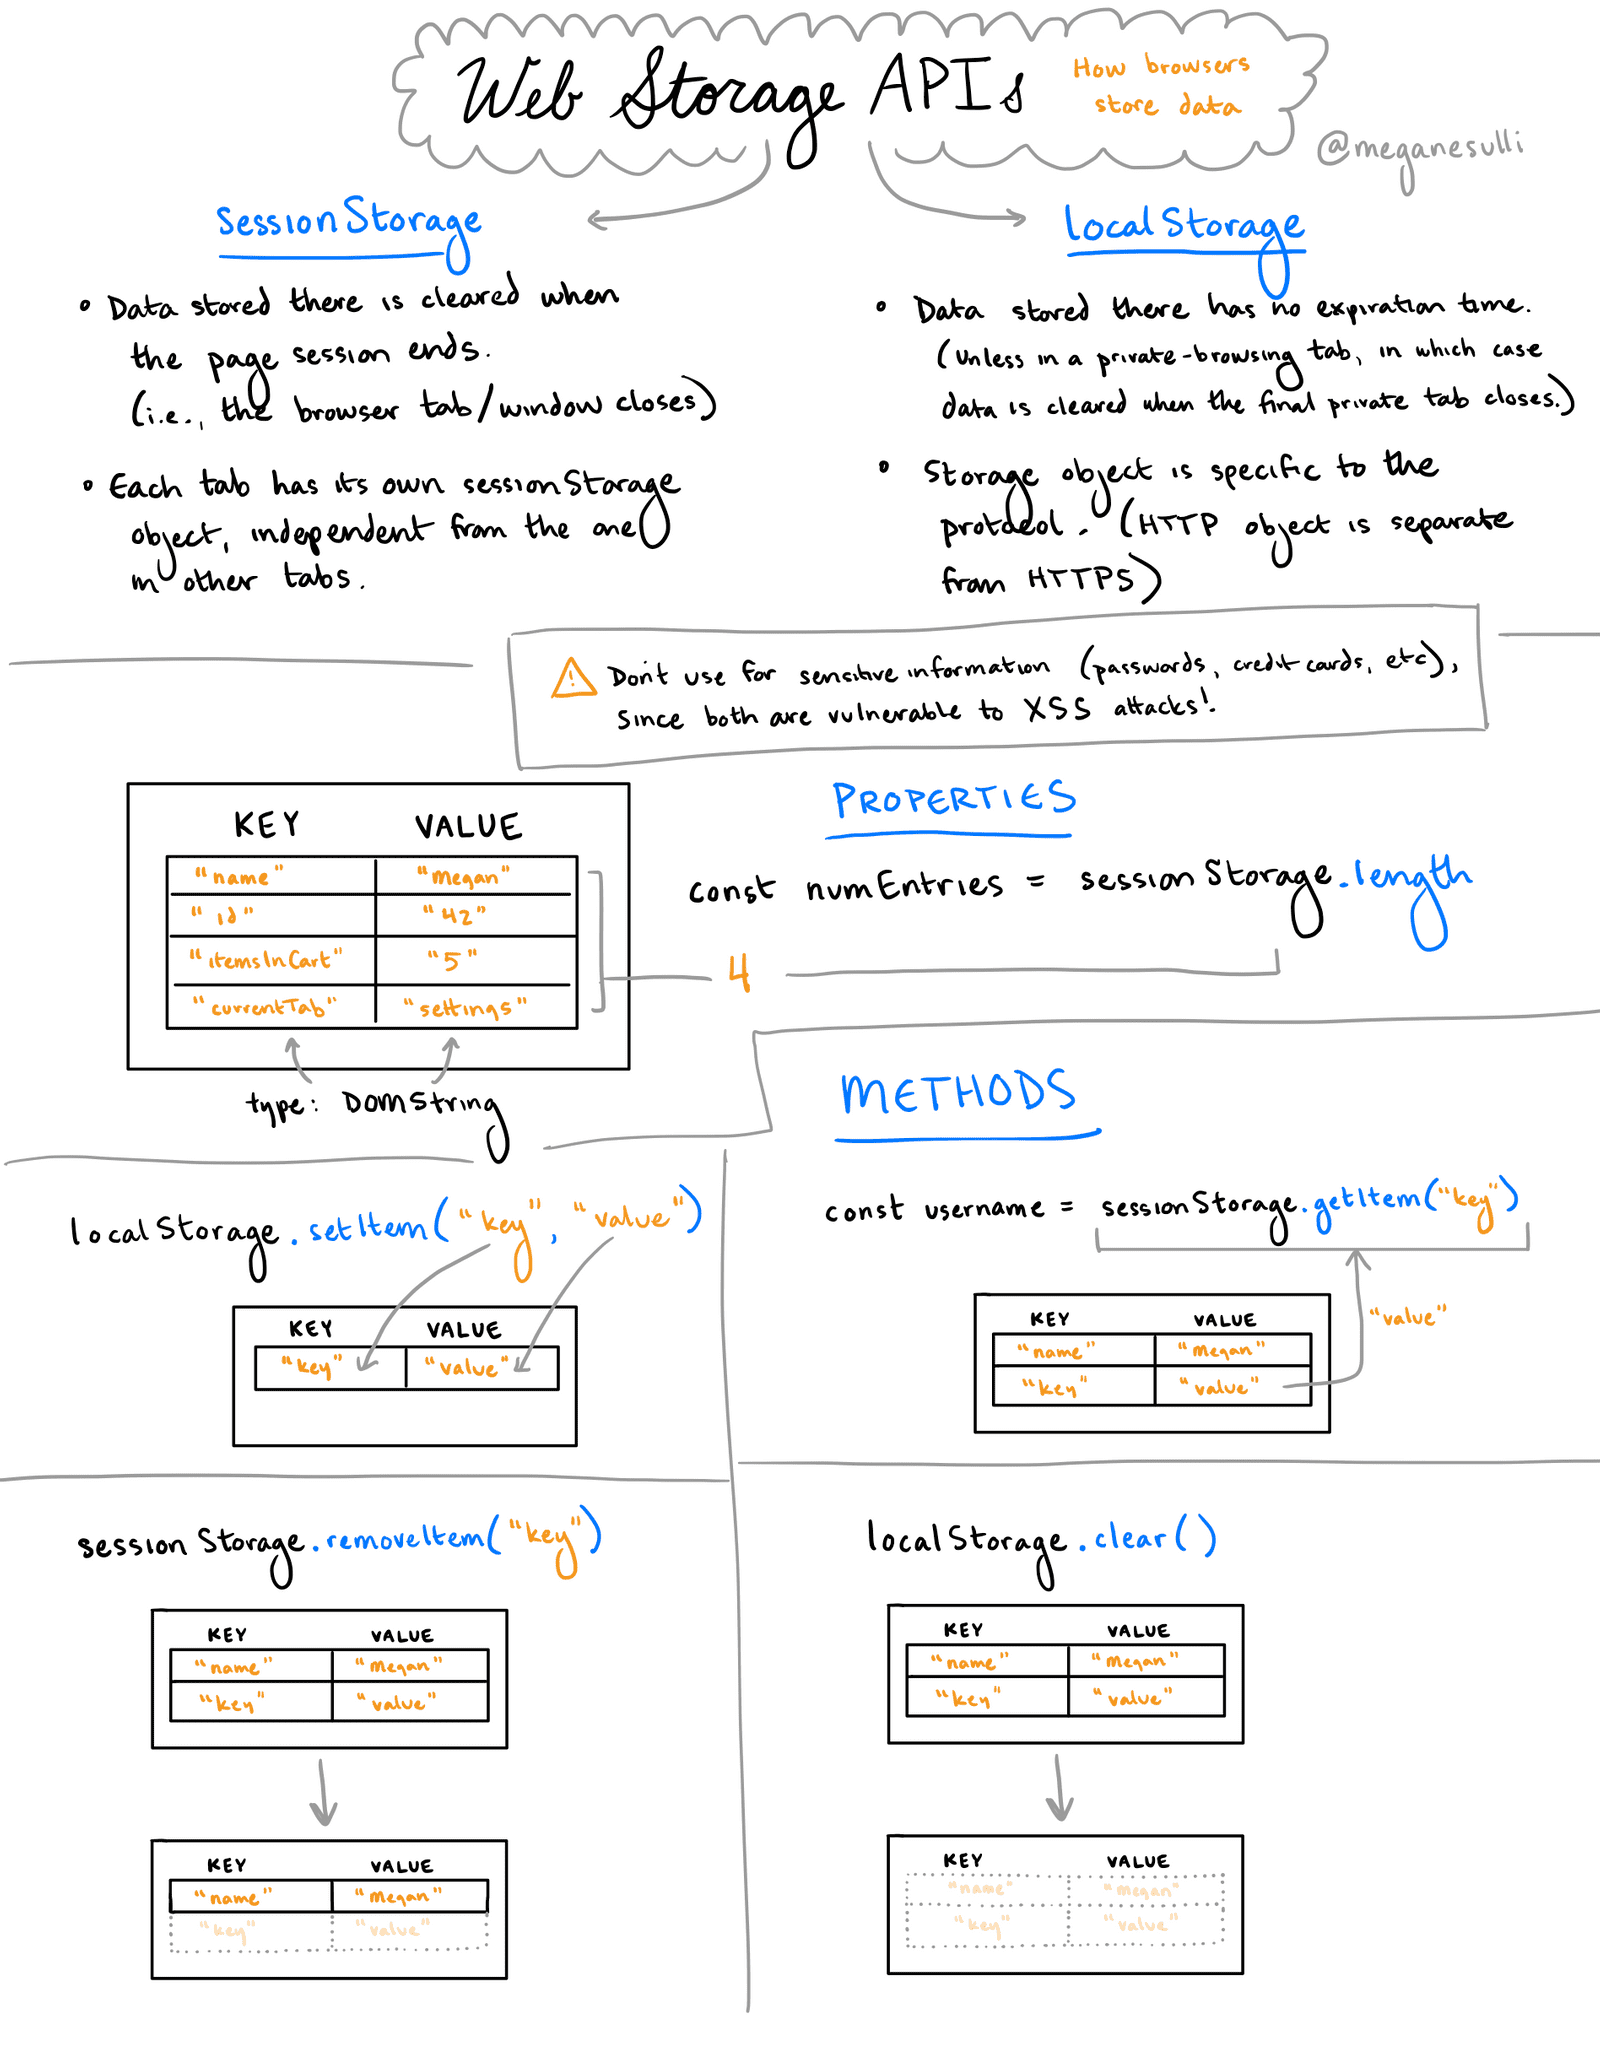 Web Storage APIs
How browsers
store data
@meganesulli
sessionStorage
• Data stored there is cleared when
the page session ends.
(i.e., the browser tab/window closes)
• Each tab has its own sessionStorage
object, independent from the one
in other tabs.
localStorage
• Data stored there has no expiration time.
(unless in a private-browsing tab, in which case
data is cleared when the final private tab closes.)
• Storage object is specific to the
protocol. (HTTP object is separate
from HTTPS)
⚠ Don't use for sensitive information (passwords, credit cards, etc),
since both are vulnerable to XSS attacks!
KEY VALUE
"name" "Megan"
"id" "42"
"itemsInCart" "5"
"currentTab" "settings"
type: DOMString
PROPERTIES
const numEntries = sessionStorage.length
4
METHODS
localStorage.setItem("key", "value")
KEY VALUE
"key" "value"
const username = sessionStorage.getItem("key")
KEY VALUE
"name" "Megan"
"key" "value"
"value"
sessionStorage.removeItem("key")
KEY VALUE
"name" "Megan"
"key" "value"
KEY VALUE
"name" "Megan"
"key" "value"
localStorage.clear()
KEY VALUE
"name" "Megan"
"key" "value"
KEY VALUE
"name" "Megan"
"key" "value"